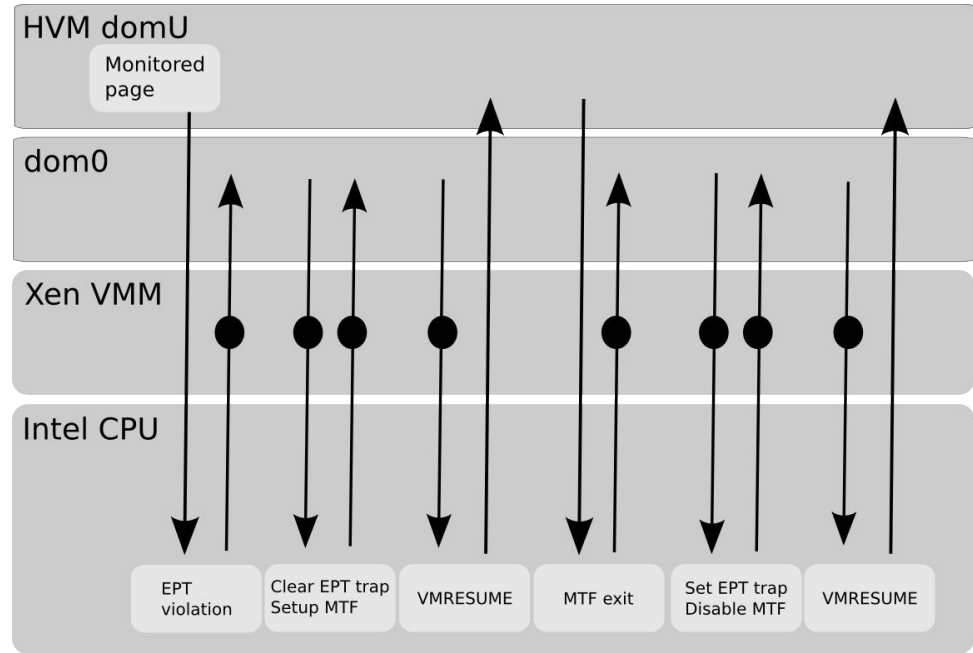 HVM domU
Monitored
page
dom0
Xen VMM
Intel CPU
EPT
violation
Clear EPT trap
Setup MTF
VMRESUME
MTF exit
Set EPT trap
Disable MTF
VMRESUME